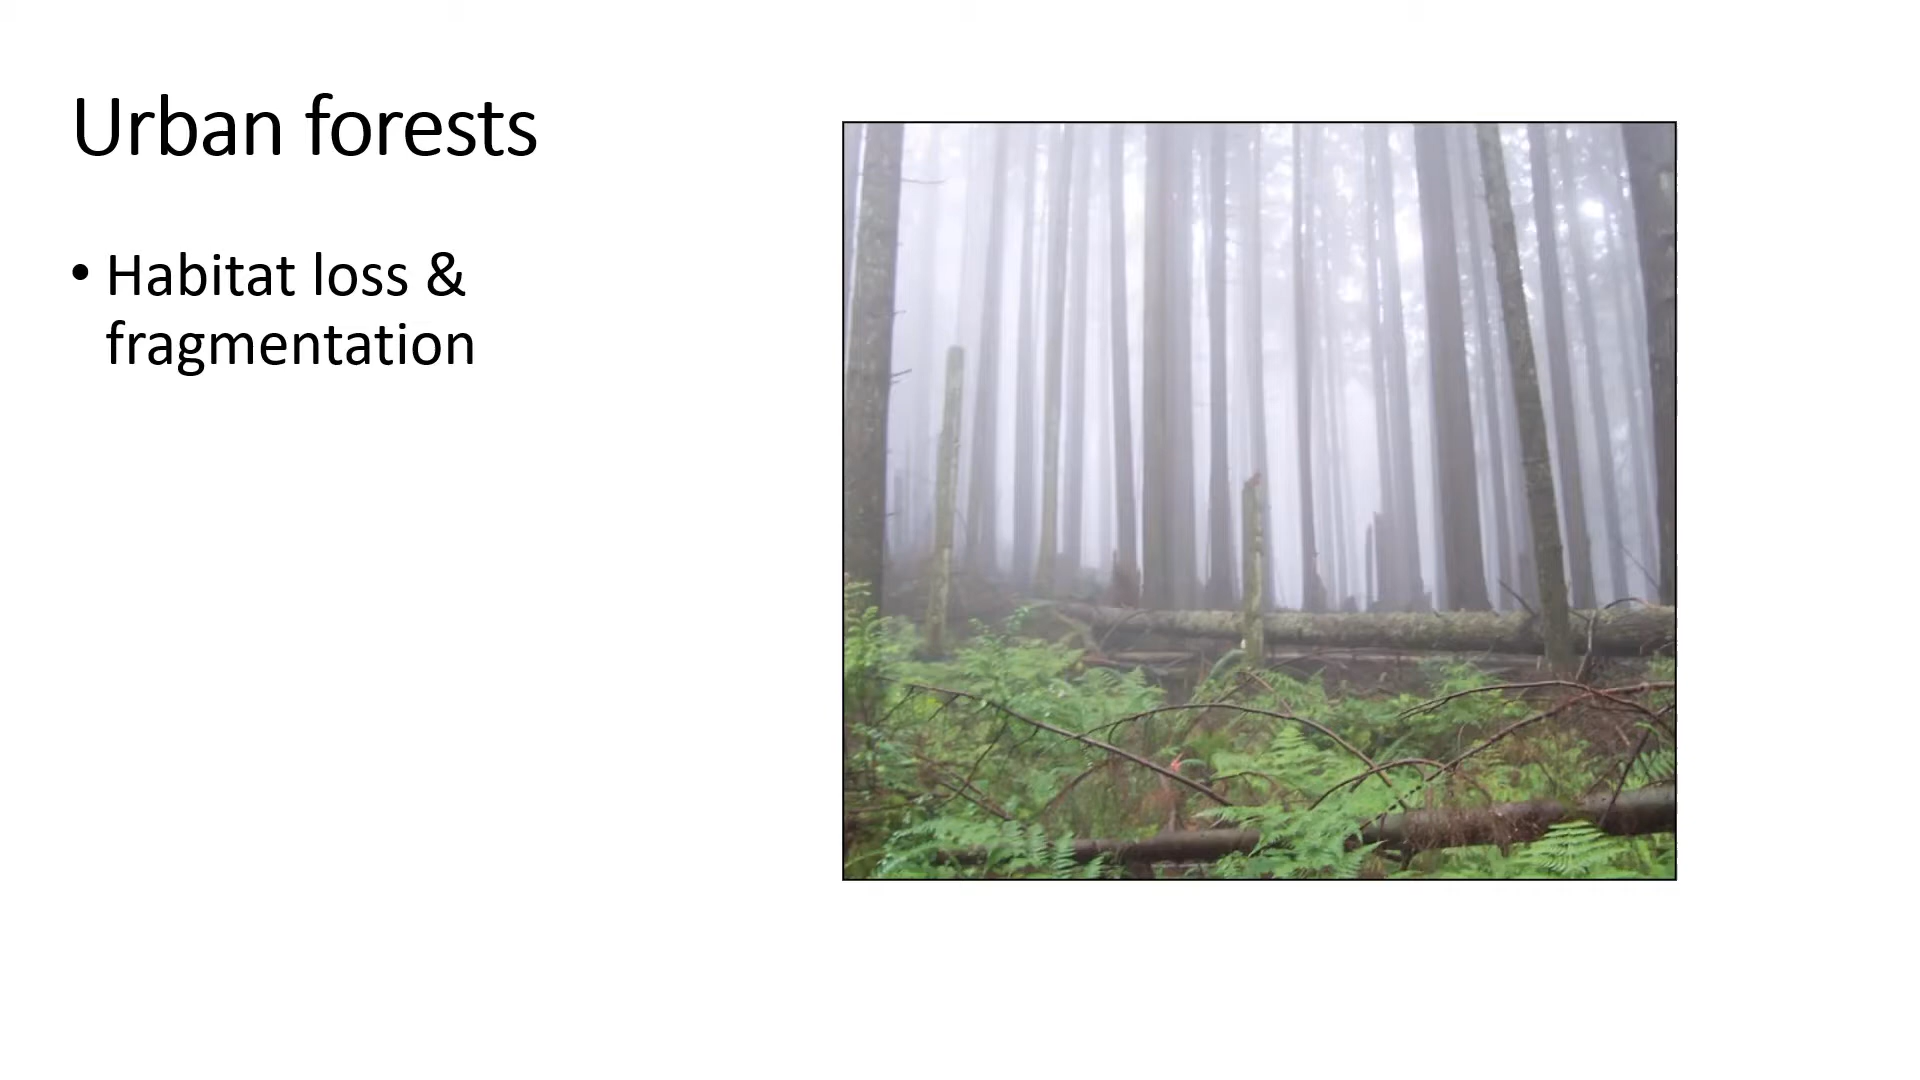 Urban forests
• Habitat loss &
fragmentation